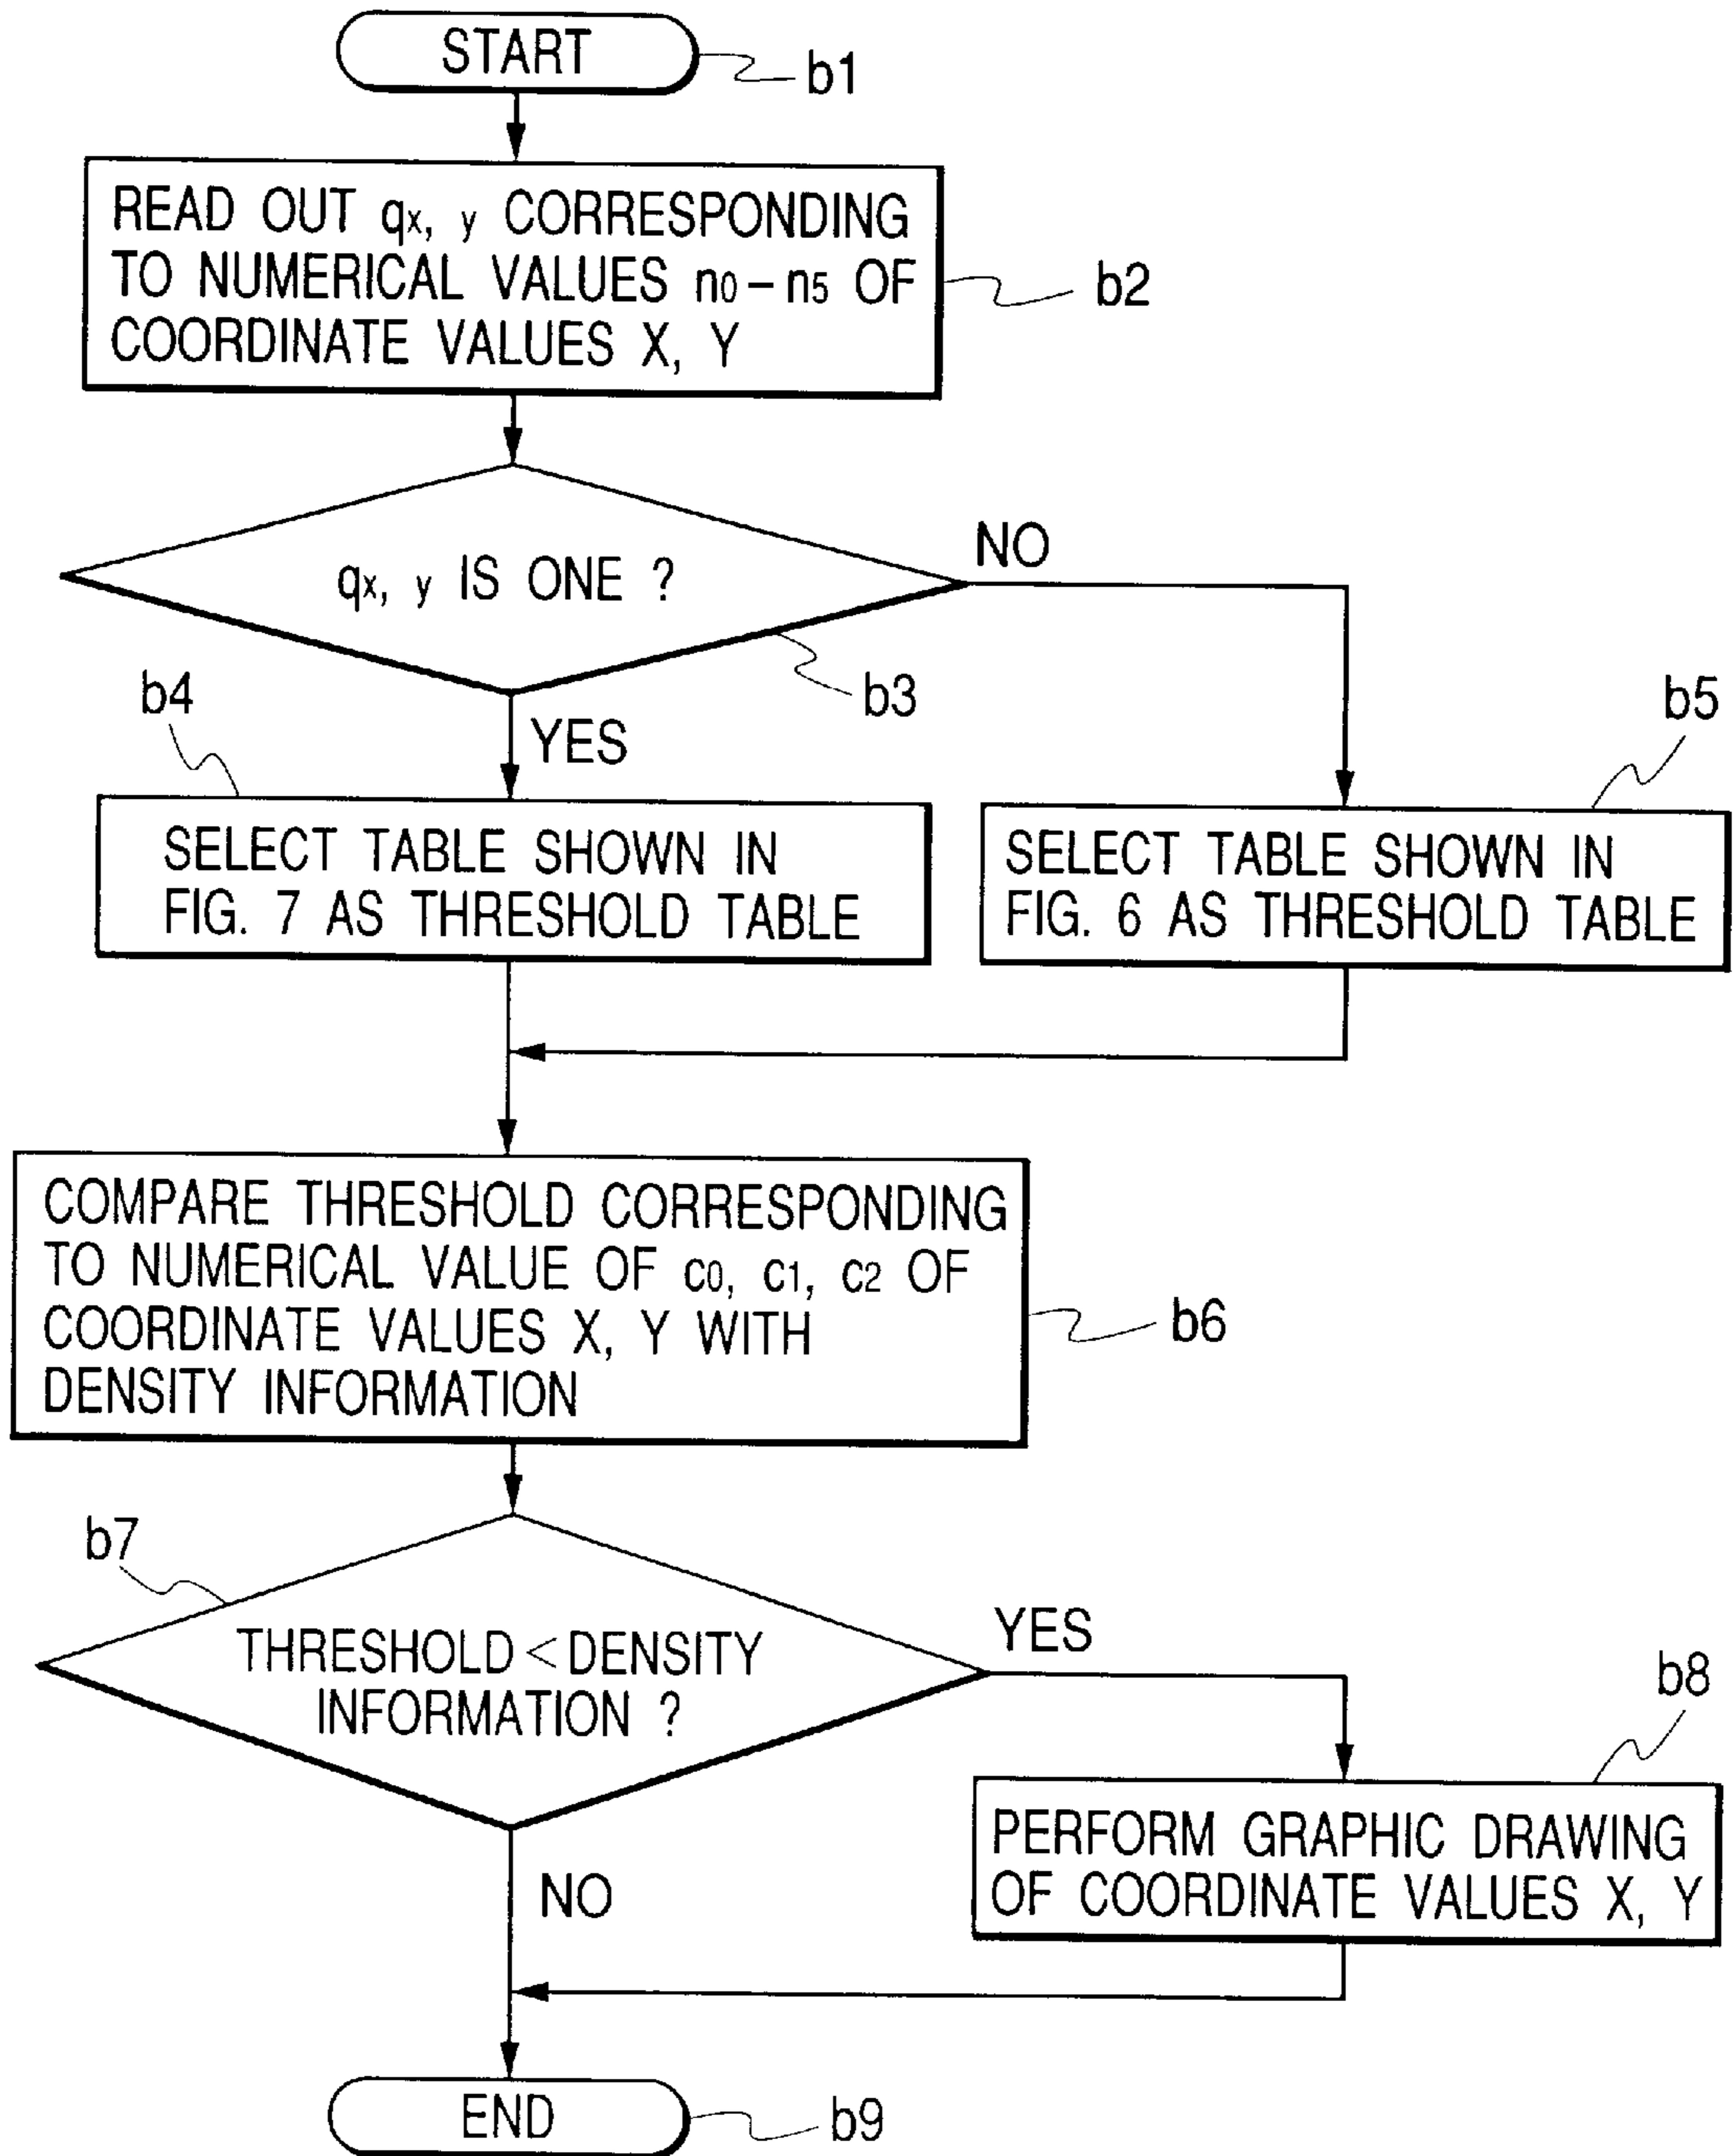 START
b1
READ OUT qx, y CORRESPONDING
TO NUMERICAL VALUES n0–n5 OF
COORDINATE VALUES X, Y
b2
qx, y IS ONE ?
NO
b3
YES
b4
b5
SELECT TABLE SHOWN IN
FIG. 7 AS THRESHOLD TABLE
SELECT TABLE SHOWN IN
FIG. 6 AS THRESHOLD TABLE
COMPARE THRESHOLD CORRESPONDING
TO NUMERICAL VALUE OF c0, c1, c2 OF
COORDINATE VALUES X, Y WITH
DENSITY INFORMATION
b6
b7
THRESHOLD < DENSITY
INFORMATION ?
YES
b8
NO
PERFORM GRAPHIC DRAWING
OF COORDINATE VALUES X, Y
END
b9